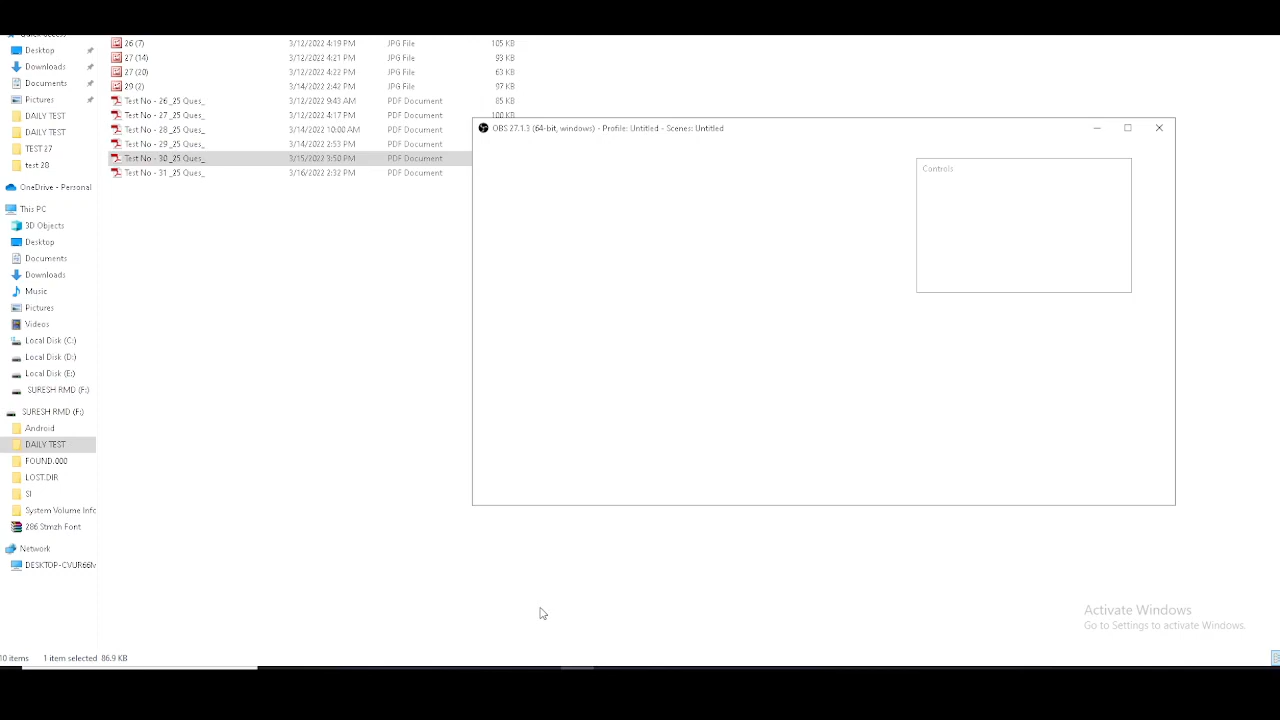 Desktop
Downloads
Documents
Pictures
DAILY TEST
DAILY TEST
TEST 27
test 28
OneDrive - Personal
This PC
3D Objects
Desktop
Documents
Downloads
Music
Pictures
Videos
Local Disk (C:)
Local Disk (D:)
Local Disk (E:)
SURESH RMD (F:)
SURESH RMD (F:)
Android
DAILY TEST
FOUND.000
LOST.DIR
SI
System Volume Info
286.Stmzh Font
Network
26 (7) 3/12/2022 4:19 PM JPG File 105 KB
27 (14) 3/12/2022 4:21 PM JPG File 93 KB
27 (20) 3/12/2022 4:22 PM JPG File 63 KB
29 (2) 3/14/2022 2:42 PM JPG File 97 KB
Test No - 26 _25 Ques_ 3/12/2022 9:43 AM PDF Document 85 KB
Test No - 27 _25 Ques_ 3/12/2022 4:17 PM PDF Document 100 KB
Test No - 28 _25 Ques_ 3/14/2022 10:00 AM PDF Document
Test No - 29 _25 Ques_ 3/14/2022 2:53 PM PDF Document
Test No - 30 _25 Ques_ 3/15/2022 3:50 PM PDF Document
Test No - 31 _25 Ques_ 3/16/2022 2:32 PM PDF Document
OBS 27.1.3 (64-bit, windows) - Profile: Untitled - Scenes: Untitled
Controls
Activate Windows
Go to Settings to activate Windows.
10 items 1 item selected 86.9 KB